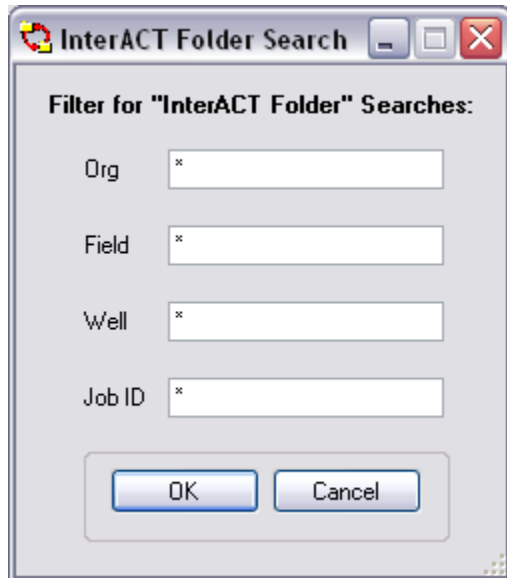 InterACT Folder Search
Filter for "InterACT Folder" Searches:
Org *
Field *
Well *
Job ID *
OK Cancel